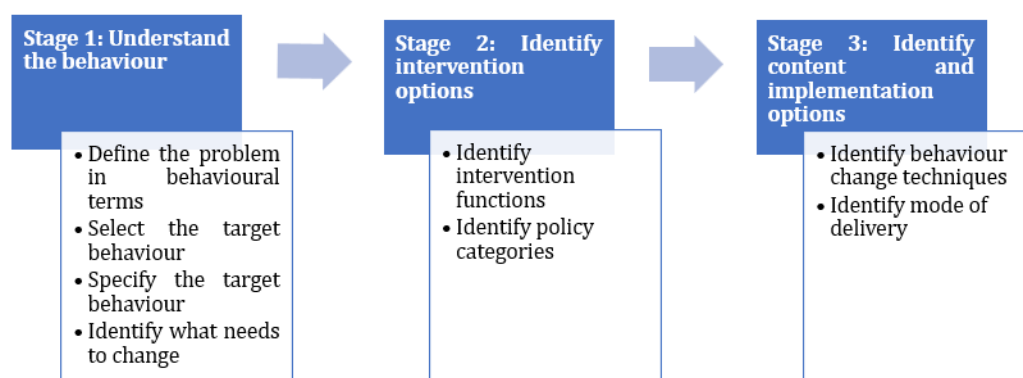 Stage 1: Understand
the behaviour
• Define the problem
in behavioural
terms
• Select the target
behaviour
• Specify the target
behaviour
• Identify what needs
to change
Stage 2: Identify
intervention
options
• Identify
intervention
functions
• Identify policy
categories
Stage 3: Identify
content and
implementation
options
• Identify behaviour
change techniques
• Identify mode of
delivery